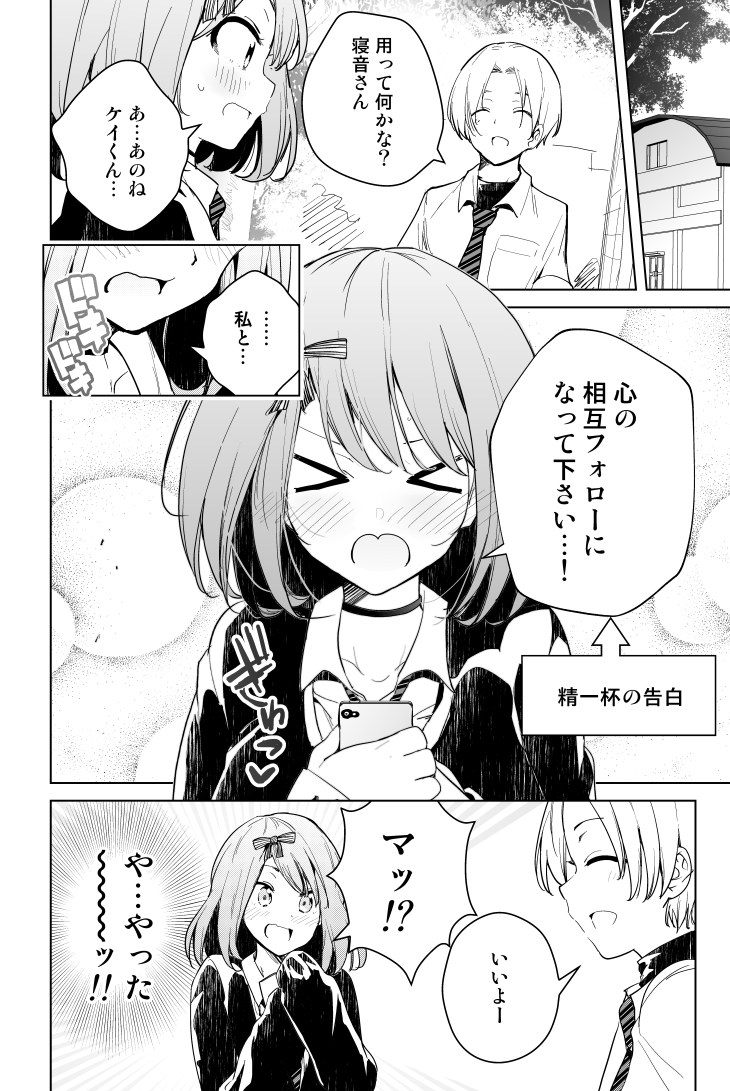 用って何かな?
寝音さん
あ…あのね
ケイくん…
……
私と…
ドキ
ドキ
心の
相互フォローに
なって下さい…!
精一杯の告白
ぎゅっ♡
いいよー
マッ!?
や…やった
〜〜〜〜ッ!!